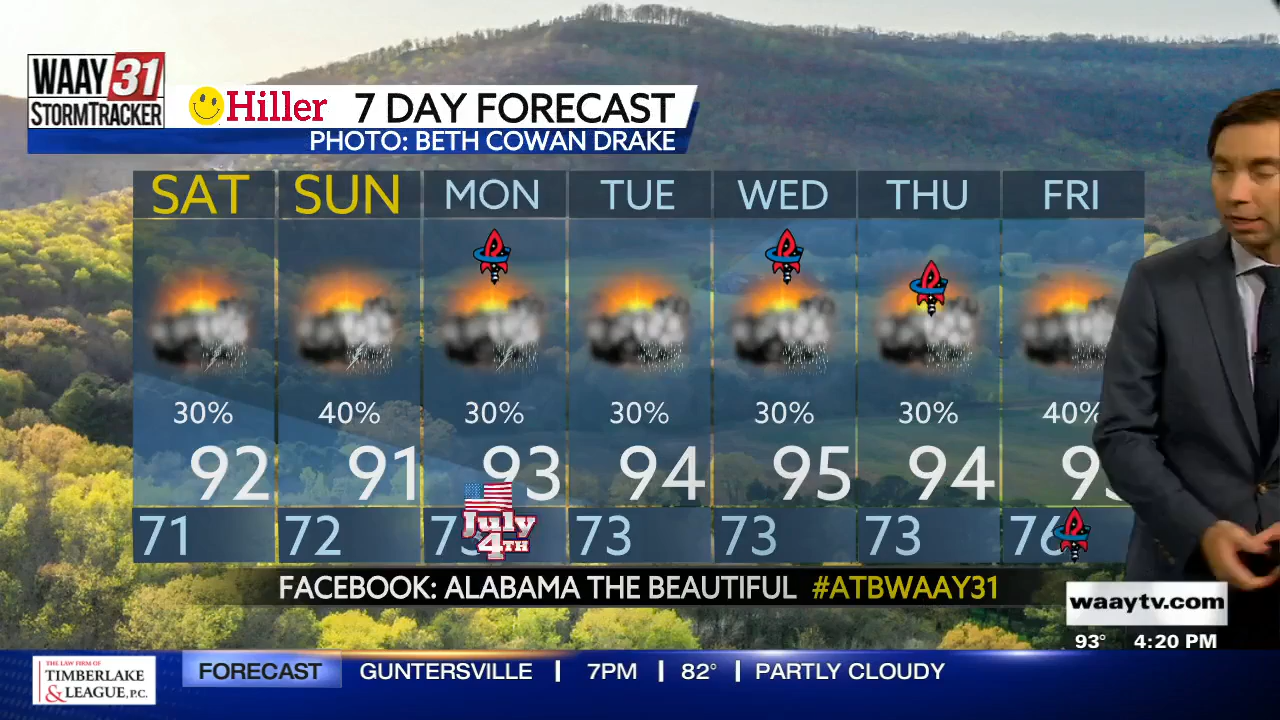 WAAY 31
STORMTRACKER
Hiller 7 DAY FORECAST
PHOTO: BETH COWAN DRAKE
SAT SUN MON TUE WED THU FRI
30% 40% 30% 30% 30% 30% 40%
92 91 93 94 95 94
71 72 73 73 73 76
July
4TH
FACEBOOK: ALABAMA THE BEAUTIFUL #ATBWAAY31
waaytv.com
93° 4:20 PM
THE LAW FIRM OF
TIMBERLAKE
& LEAGUE, P.C.
FORECAST GUNTERSVILLE | 7PM | 82° | PARTLY CLOUDY